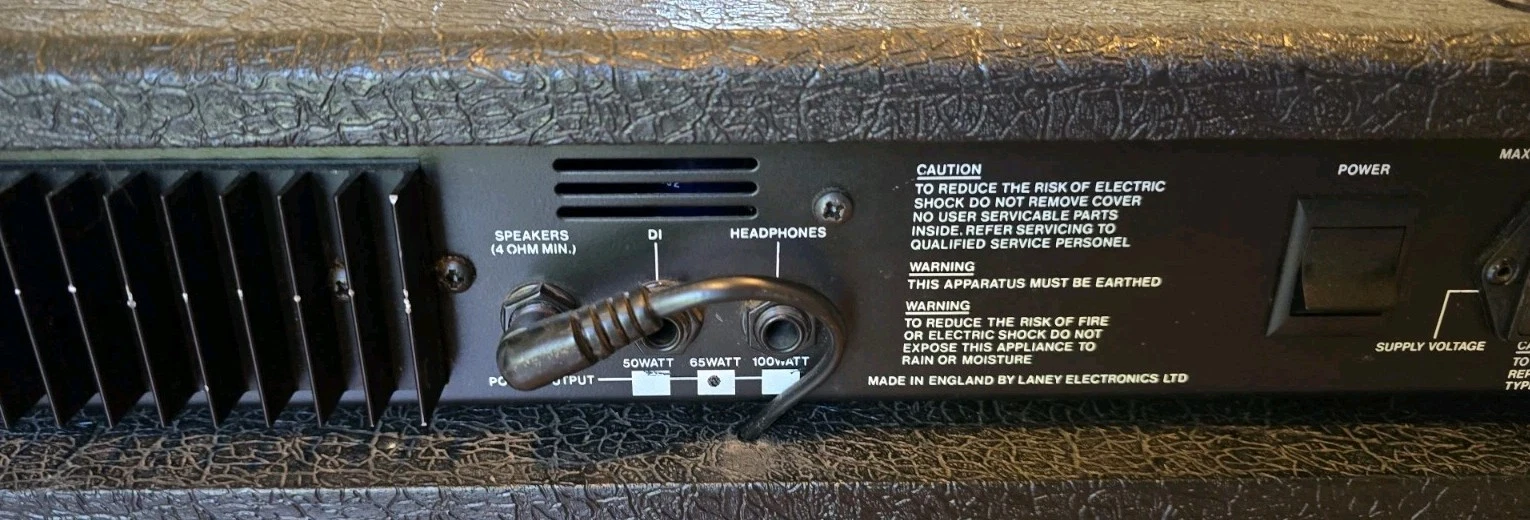 SPEAKERS
(4 OHM MIN.)
DI
HEADPHONES
50WATT 65WATT 100WATT
CAUTION
TO REDUCE THE RISK OF ELECTRIC
SHOCK DO NOT REMOVE COVER
NO USER SERVICABLE PARTS
INSIDE. REFER SERVICING TO
QUALIFIED SERVICE PERSONEL
WARNING
THIS APPARATUS MUST BE EARTHED
WARNING
TO REDUCE THE RISK OF FIRE
OR ELECTRIC SHOCK DO NOT
EXPOSE THIS APPLIANCE TO
RAIN OR MOISTURE
MADE IN ENGLAND BY LANEY ELECTRONICS LTD
POWER
SUPPLY VOLTAGE
MAX
TO